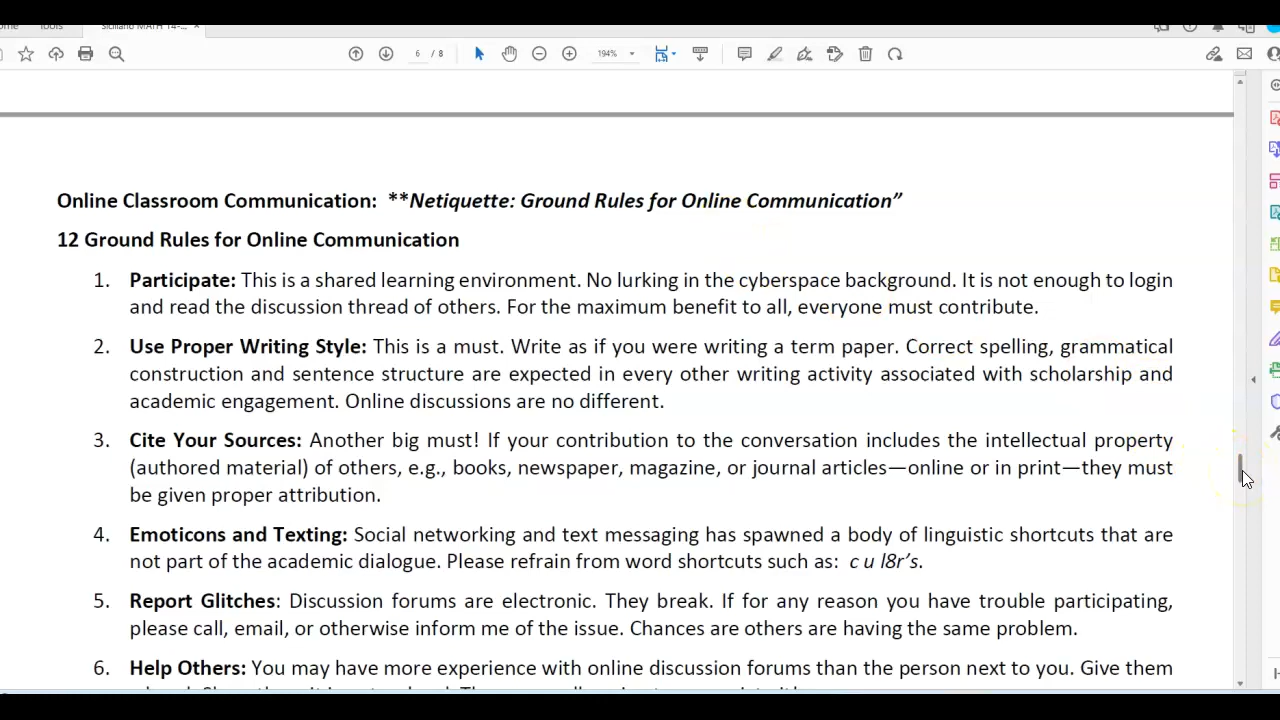 6 / 8
194%
Online Classroom Communication: **Netiquette: Ground Rules for Online Communication”
12 Ground Rules for Online Communication
1. Participate: This is a shared learning environment. No lurking in the cyberspace background. It is not enough to login
and read the discussion thread of others. For the maximum benefit to all, everyone must contribute.
2. Use Proper Writing Style: This is a must. Write as if you were writing a term paper. Correct spelling, grammatical
construction and sentence structure are expected in every other writing activity associated with scholarship and
academic engagement. Online discussions are no different.
3. Cite Your Sources: Another big must! If your contribution to the conversation includes the intellectual property
(authored material) of others, e.g., books, newspaper, magazine, or journal articles—online or in print—they must
be given proper attribution.
4. Emoticons and Texting: Social networking and text messaging has spawned a body of linguistic shortcuts that are
not part of the academic dialogue. Please refrain from word shortcuts such as: c u l8r’s.
5. Report Glitches: Discussion forums are electronic. They break. If for any reason you have trouble participating,
please call, email, or otherwise inform me of the issue. Chances are others are having the same problem.
6. Help Others: You may have more experience with online discussion forums than the person next to you. Give them